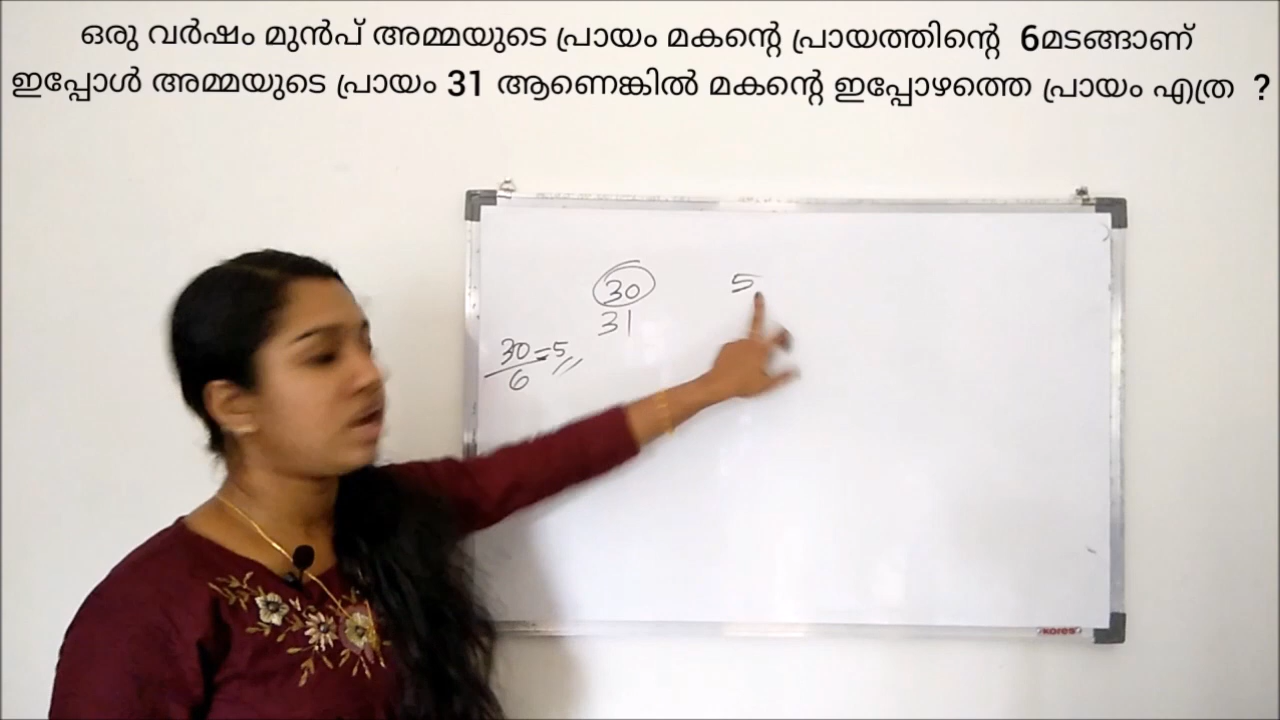 ഒരു വർഷം മുൻപ് അമ്മയുടെ പ്രായം മകന്റെ പ്രായത്തിന്റെ 6മടങ്ങാണ്
ഇപ്പോൾ അമ്മയുടെ പ്രായം 31 ആണെങ്കിൽ മകന്റെ ഇപ്പോഴത്തെ പ്രായം എത്ര ?
30 5
31
30/6=5
kores